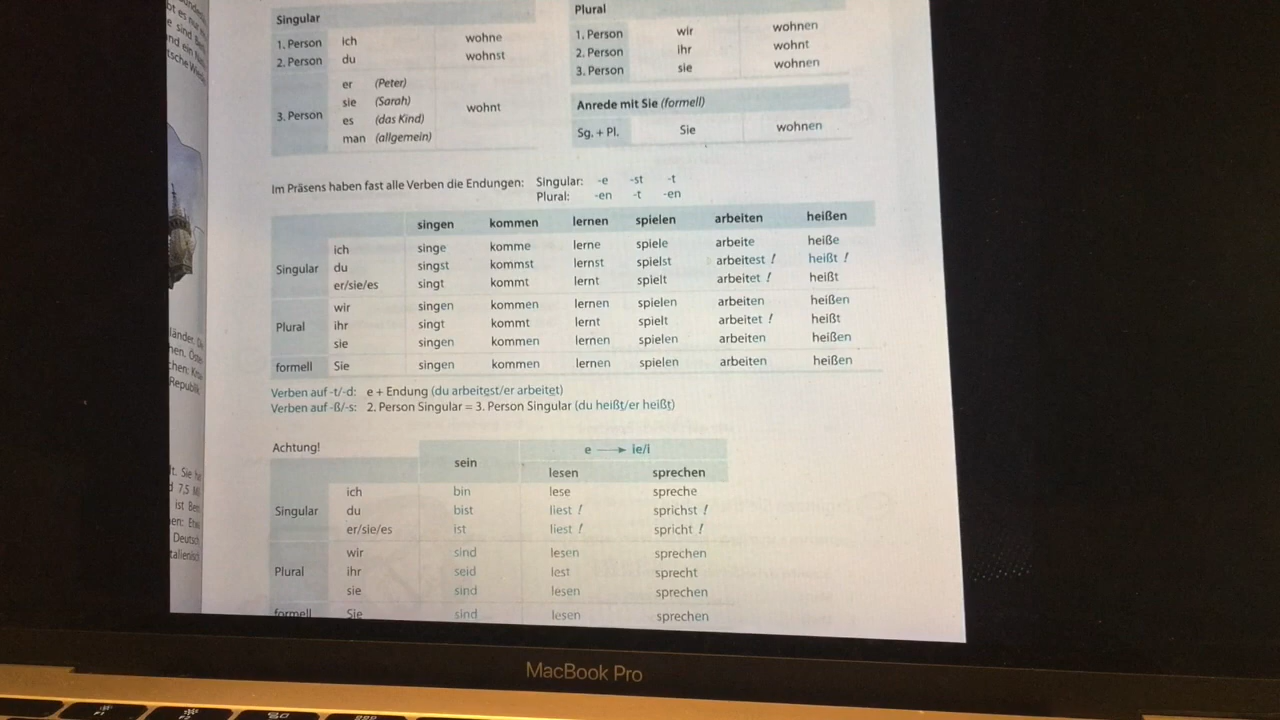 Singular
1. Person ich wohne
2. Person du wohnst
3. Person er (Peter) wohnt
sie (Sarah)
es (das Kind)
man (allgemein)
Plural
1. Person wir wohnen
2. Person ihr wohnt
3. Person sie wohnen
Anrede mit Sie (formell)
Sg. + Pl. Sie wohnen
Im Präsens haben fast alle Verben die Endungen: Singular: -e -st -t
Plural: -en -t -en
singen kommen lernen spielen arbeiten heißen
Singular ich singe komme lerne spiele arbeite heiße
du singst kommst lernst spielst arbeitest ! heißt !
er/sie/es singt kommt lernt spielt arbeitet ! heißt
Plural wir singen kommen lernen spielen arbeiten heißen
ihr singt kommt lernt spielt arbeitet ! heißt
sie singen kommen lernen spielen arbeiten heißen
formell Sie singen kommen lernen spielen arbeiten heißen
Verben auf -t/-d: e + Endung (du arbeitest/er arbeitet)
Verben auf -ß/-s: 2. Person Singular = 3. Person Singular (du heißt/er heißt)
Achtung! sein e → ie/i
lesen sprechen
Singular ich bin lese spreche
du bist liest ! sprichst !
er/sie/es ist liest ! spricht !
Plural wir sind lesen sprechen
ihr seid lest sprecht
sie sind lesen sprechen
formell Sie sind lesen sprechen
MacBook Pro
F1 F2